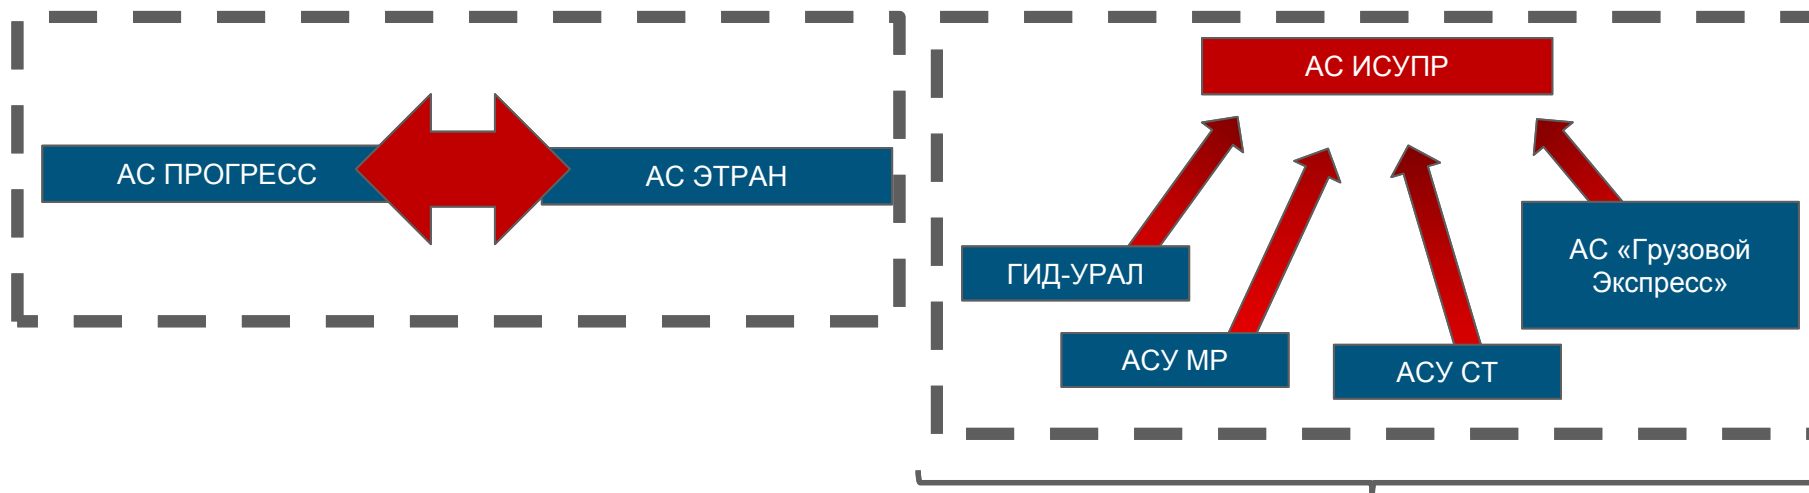 АС ПРОГРЕСС
АС ЭТРАН
АС ИСУПР
ГИД-УРАЛ
АСУ МР
АСУ СТ
АС «Грузовой
Экспресс»